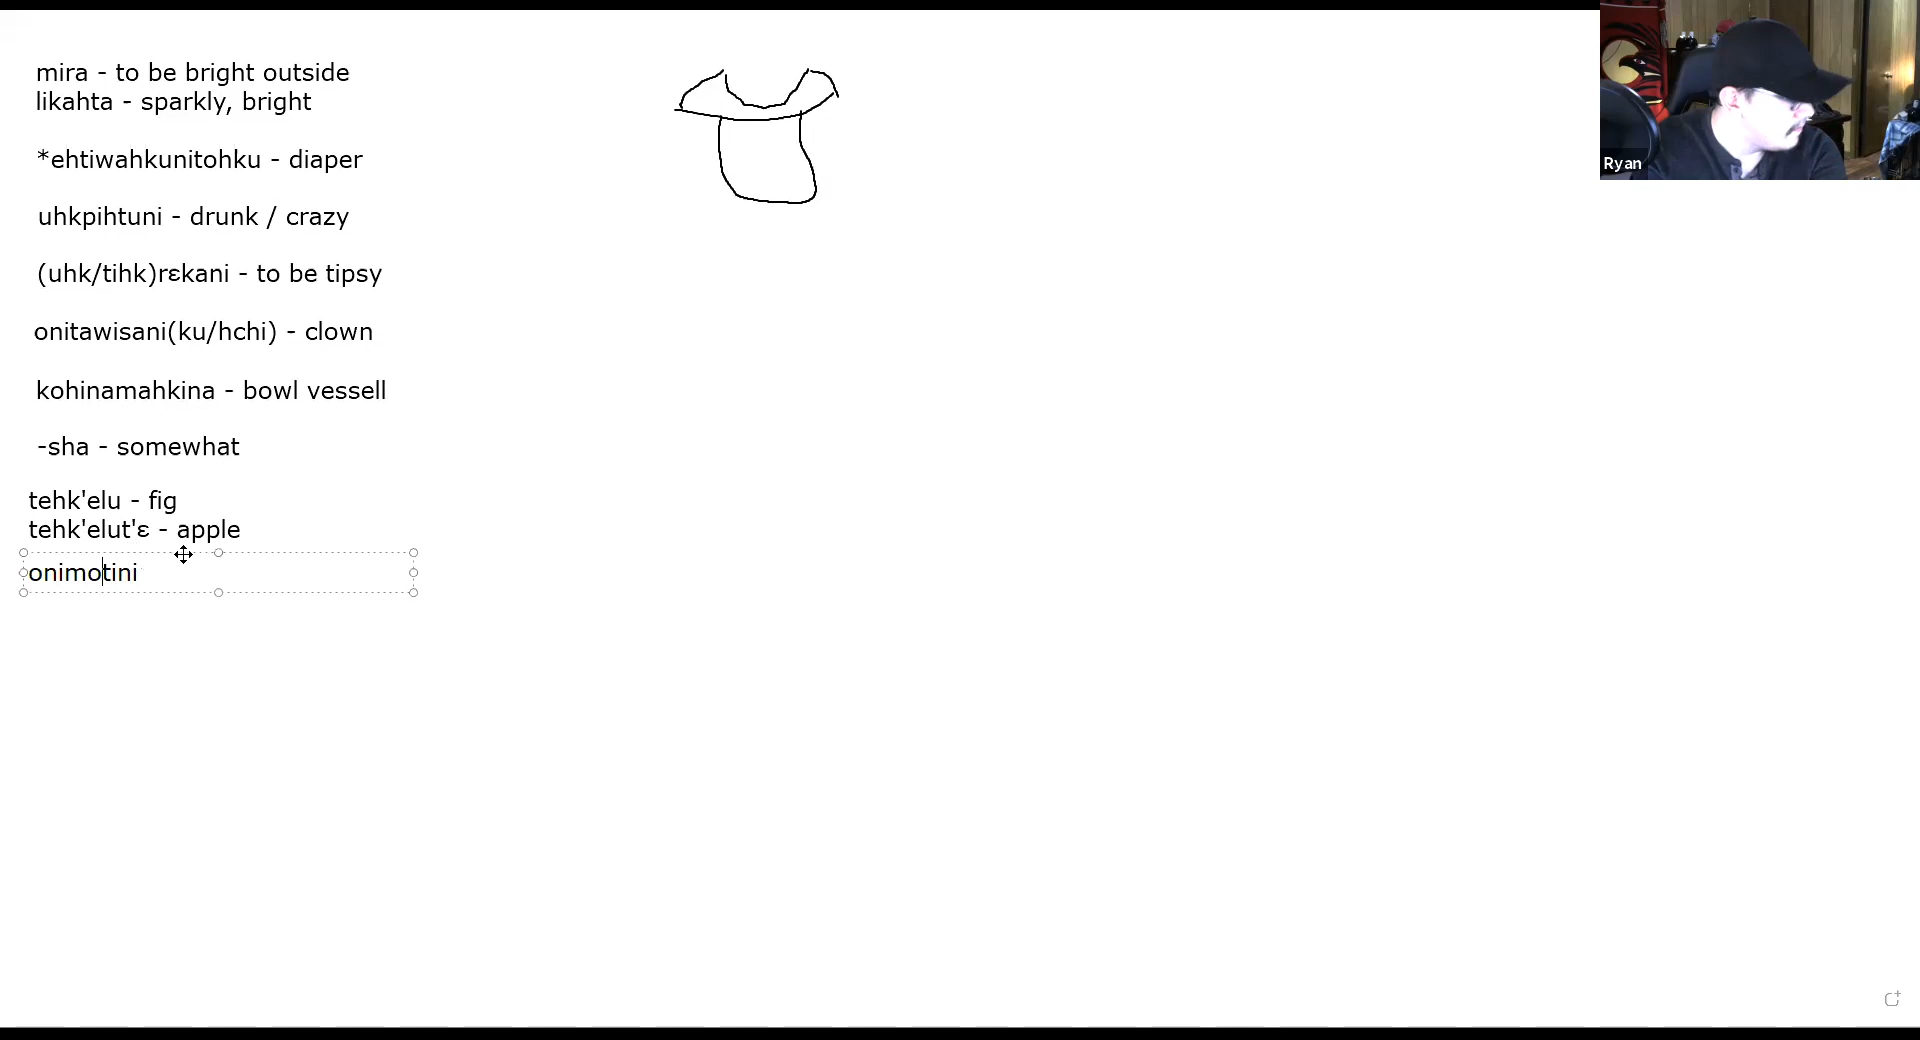 mira - to be bright outside
likahta - sparkly, bright
*ehtiwahkunitohku - diaper
uhkpihtuni - drunk / crazy
(uhk/tihk)rɛkani - to be tipsy
onitawisani(ku/hchi) - clown
kohinamahkina - bowl vessell
-sha - somewhat
tehk'elu - fig
tehk'elut'ɛ - apple
onimotini
Ryan